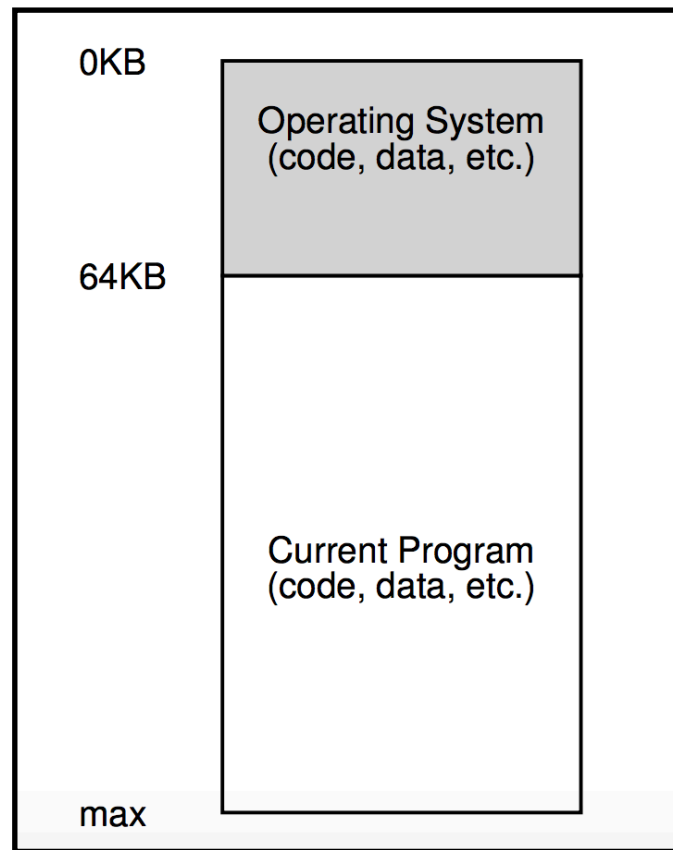 0KB
Operating System
(code, data, etc.)
64KB
Current Program
(code, data, etc.)
max